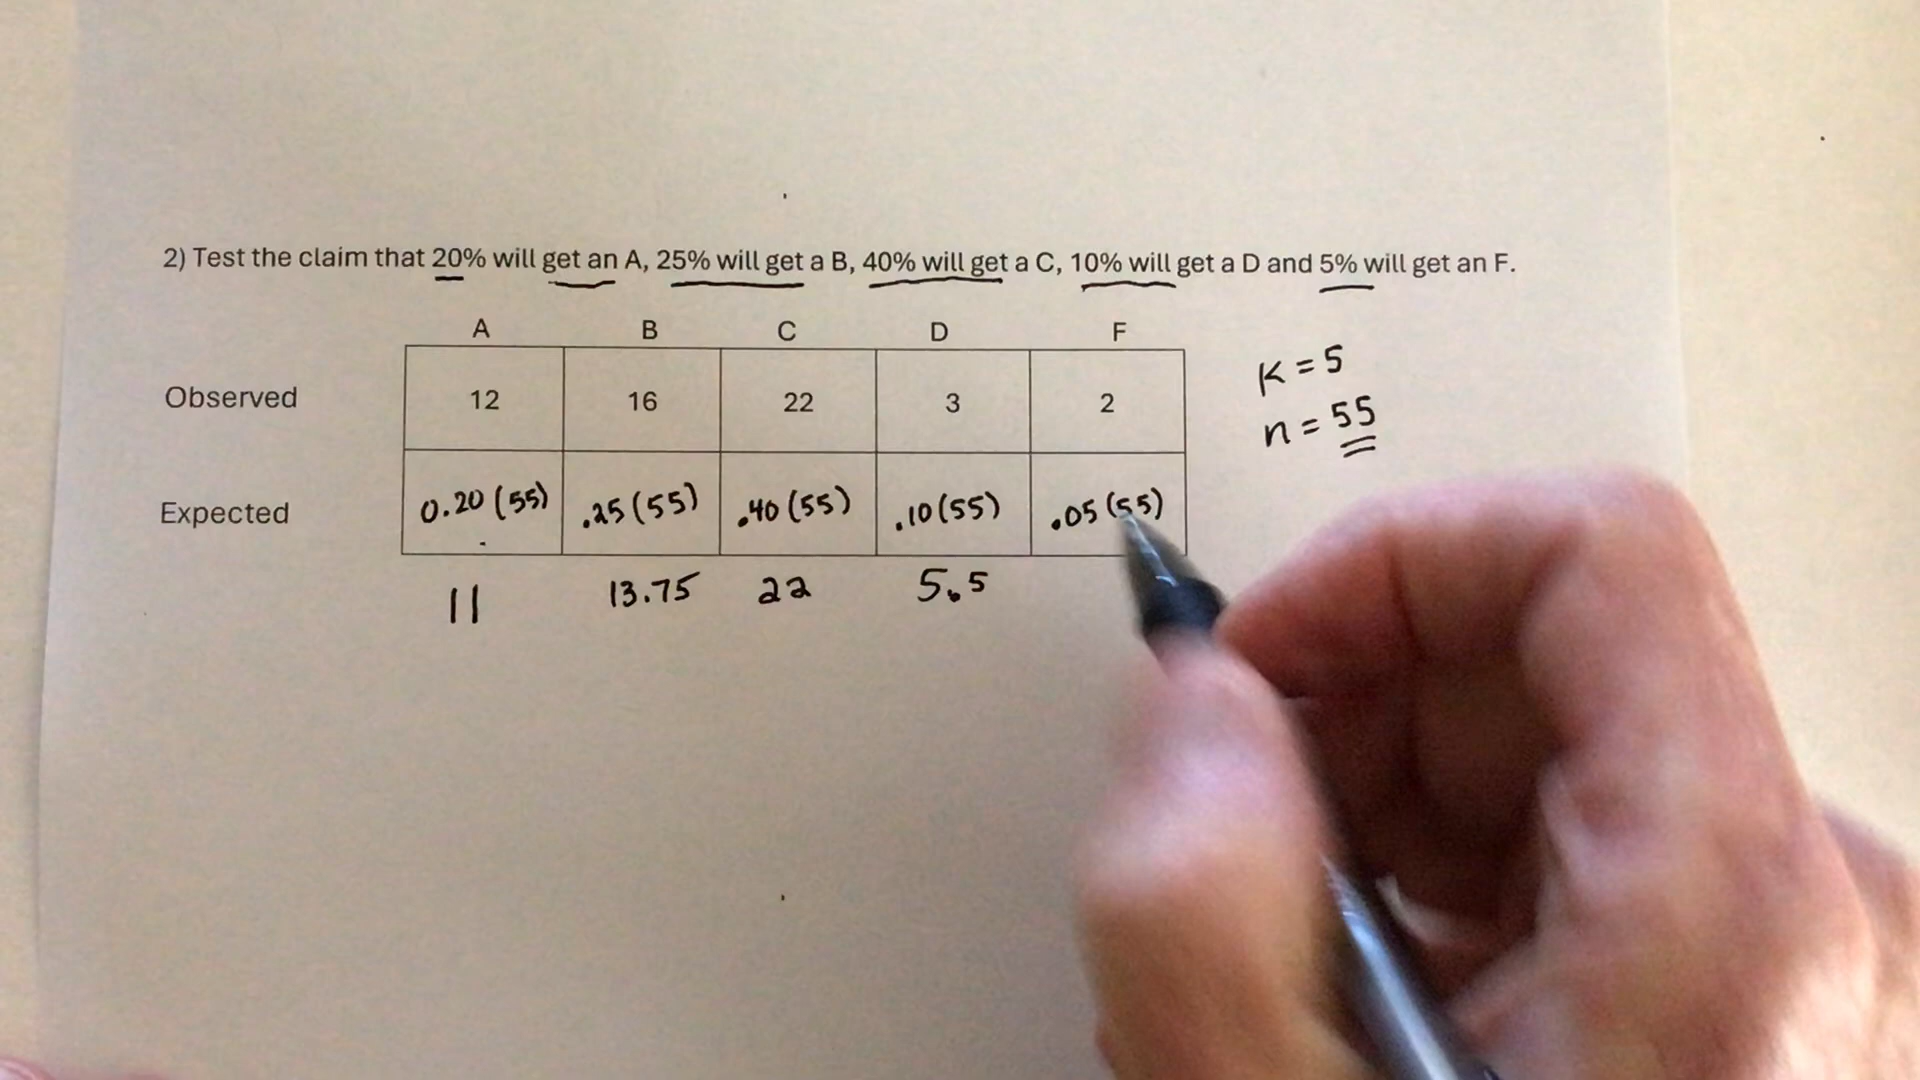 2) Test the claim that 20% will get an A, 25% will get a B, 40% will get a C, 10% will get a D and 5% will get an F.
A B C D F
Observed 12 16 22 3 2
K = 5
n = 55
Expected 0.20 (55) .25 (55) .40 (55) .10 (55) .05 (55)
11 13.75 22 5.5